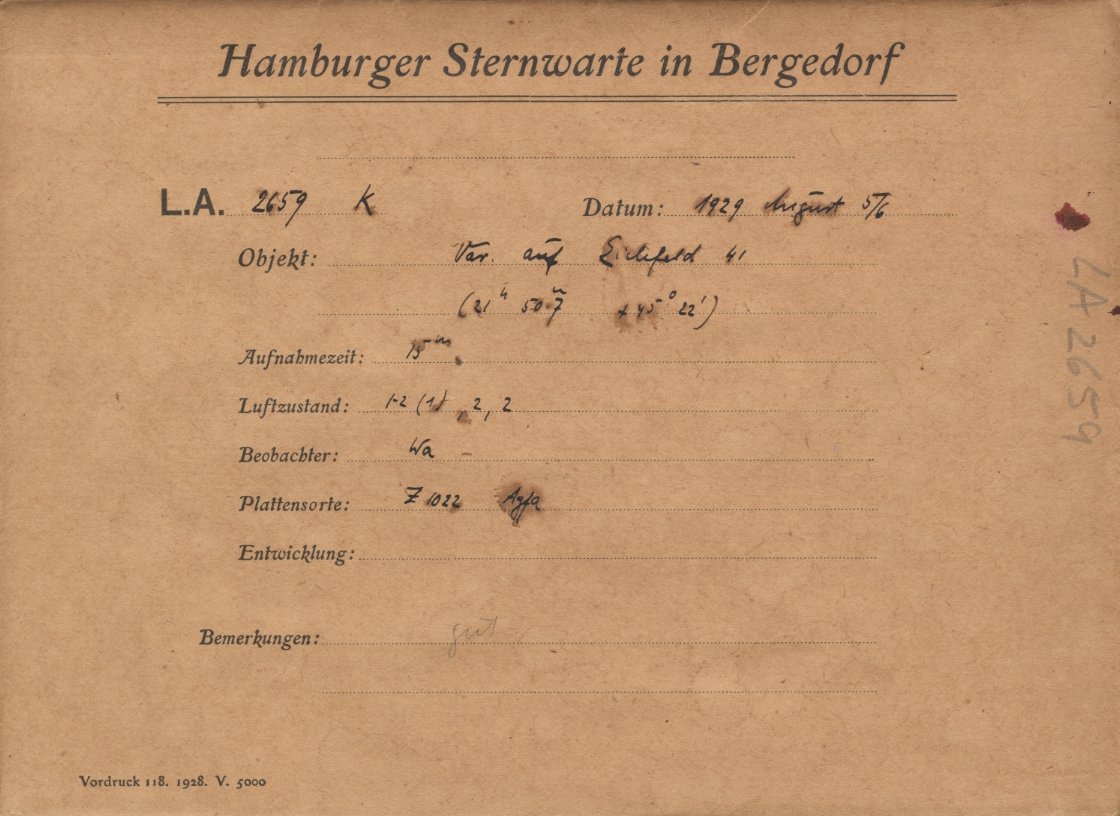 Hamburger Sternwarte in Bergedorf
L.A. 2659 K Datum: 1929 August 5/6
Objekt: Var. auf Eichfeld 41
(21h 50m.7 +45° 22')
Aufnahmezeit: 15m.
Luftzustand: 1-2 (1), 2, 2
Beobachter: Wa
Plattensorte: Z 1022 Agfa
Entwicklung:
Bemerkungen: gut
Vordruck 118. 1928. V. 5000
LA 2659